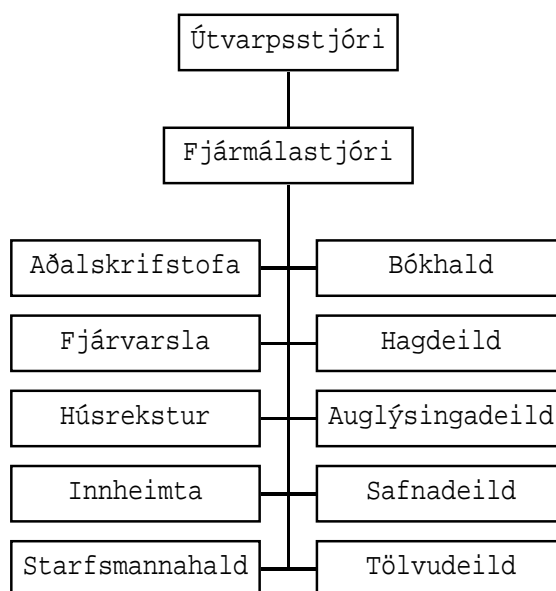 Útvarpsstjóri
Fjármálastjóri
Aðalskrifstofa
Bókhald
Fjárvarsla
Hagdeild
Húsrekstur
Auglýsingadeild
Innheimta
Safnadeild
Starfsmannahald
Tölvudeild